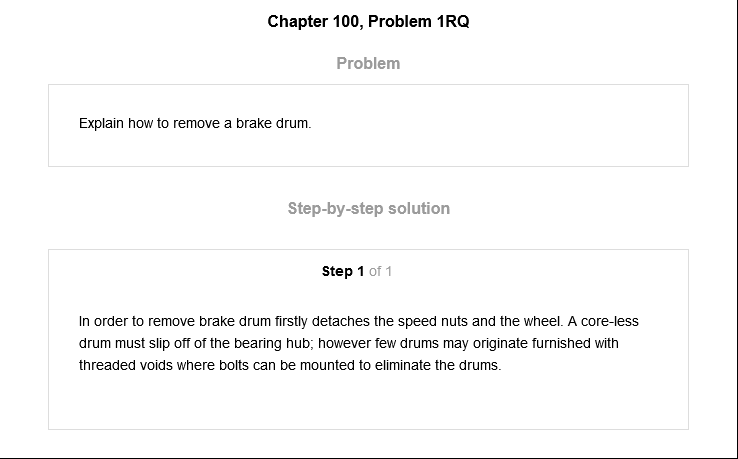 Chapter 100, Problem 1RQ
Problem
Explain how to remove a brake drum.
Step-by-step solution
Step 1 of 1
In order to remove brake drum firstly detaches the speed nuts and the wheel. A core-less
drum must slip off of the bearing hub; however few drums may originate furnished with
threaded voids where bolts can be mounted to eliminate the drums.